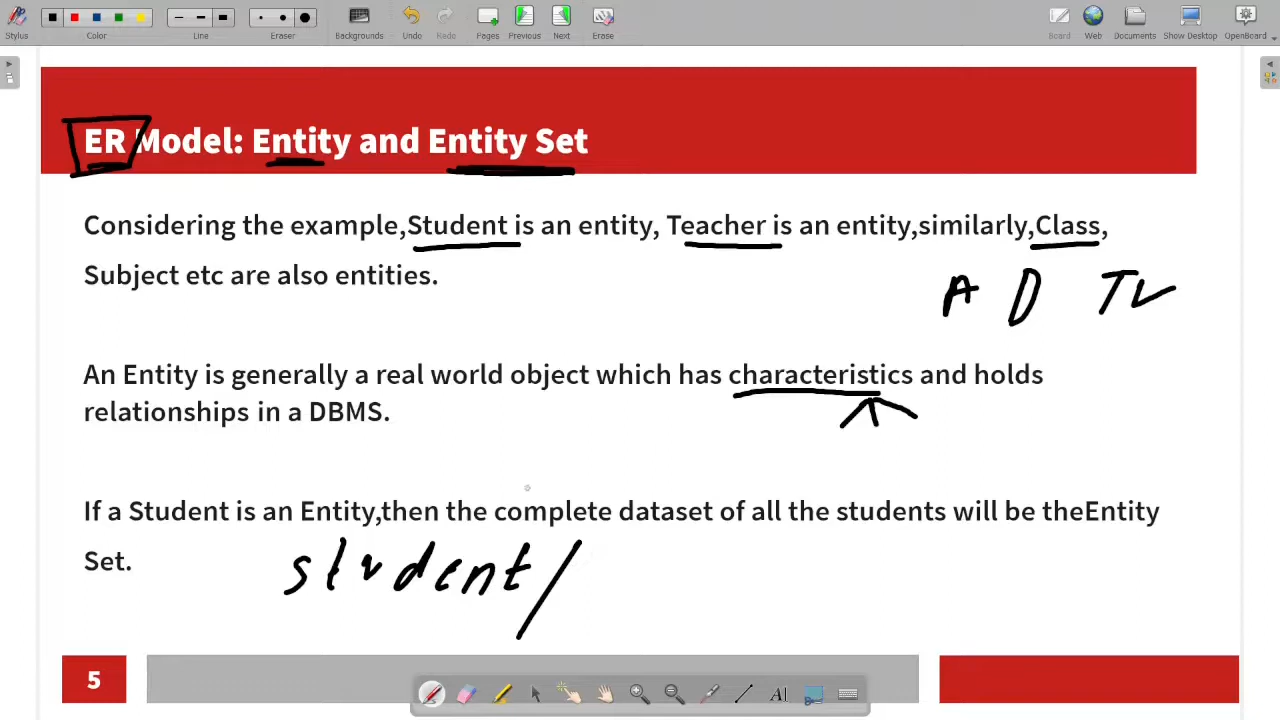 Stylus Color Line Eraser Backgrounds Undo Redo Pages Previous Next Erase Board Web Documents Show Desktop OpenBoard
ER Model: Entity and Entity Set
Considering the example,Student is an entity, Teacher is an entity,similarly,Class,
Subject etc are also entities.
A D TV
An Entity is generally a real world object which has characteristics and holds
relationships in a DBMS.
If a Student is an Entity,then the complete dataset of all the students will be theEntity
Set.
student/
5
AI